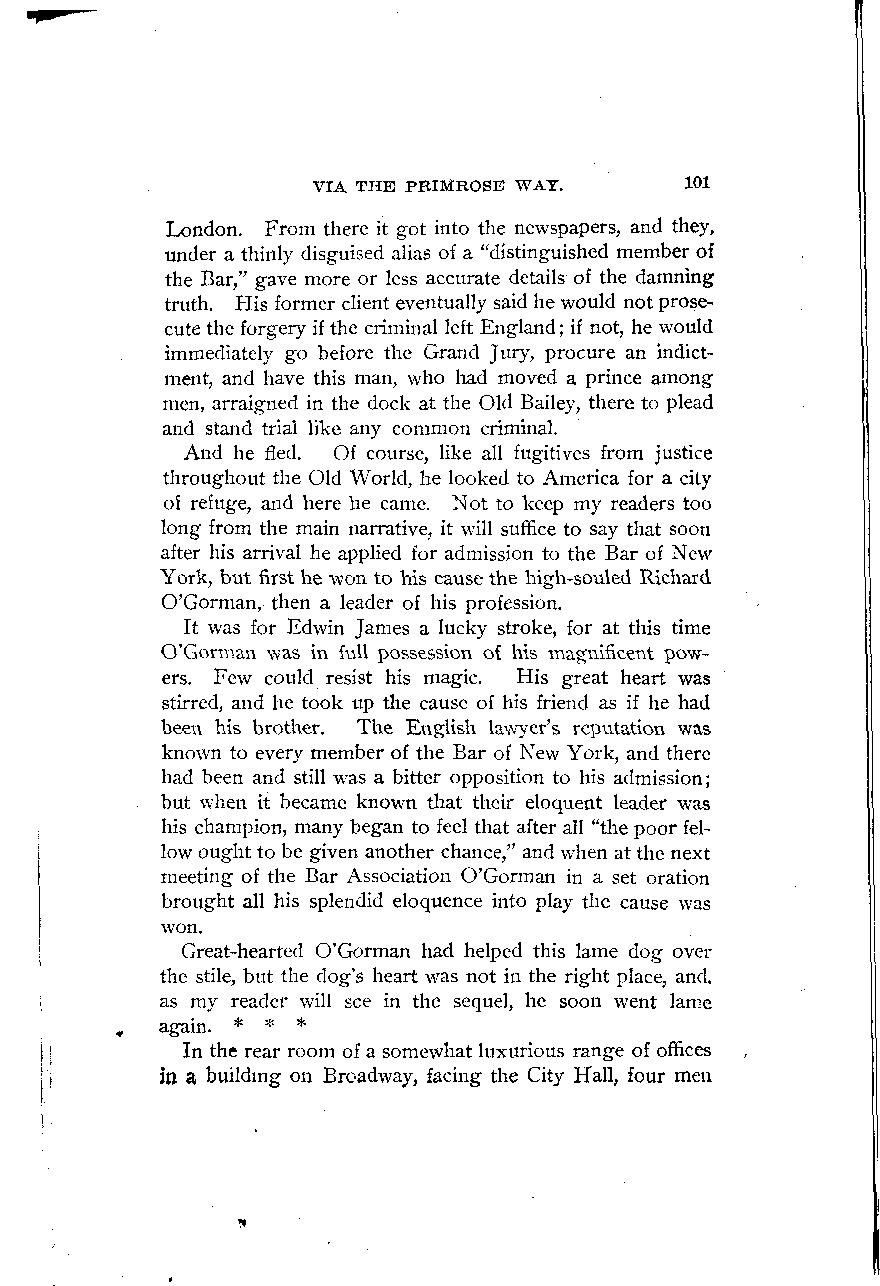 VIA THE PRIMROSE WAY. 101
London. From there it got into the newspapers, and they,
under a thinly disguised alias of a "distinguished member of
the Bar," gave more or less accurate details of the damning
truth. His former client eventually said he would not prose-
cute the forgery if the criminal left England; if not, he would
immediately go before the Grand Jury, procure an indict-
ment, and have this man, who had moved a prince among
men, arraigned in the dock at the Old Bailey, there to plead
and stand trial like any common criminal.
And he fled. Of course, like all fugitives from justice
throughout the Old World, he looked to America for a city
of refuge, and here he came. Not to keep my readers too
long from the main narrative, it will suffice to say that soon
after his arrival he applied for admission to the Bar of New
York, but first he won to his cause the high-souled Richard
O'Gorman, then a leader of his profession.
It was for Edwin James a lucky stroke, for at this time
O'Gorman was in full possession of his magnificent pow-
ers. Few could resist his magic. His great heart was
stirred, and he took up the cause of his friend as if he had
been his brother. The English lawyer's reputation was
known to every member of the Bar of New York, and there
had been and still was a bitter opposition to his admission;
but when it became known that their eloquent leader was
his champion, many began to feel that after all "the poor fel-
low ought to be given another chance," and when at the next
meeting of the Bar Association O'Gorman in a set oration
brought all his splendid eloquence into play the cause was
won.
Great-hearted O'Gorman had helped this lame dog over
the stile, but the dog's heart was not in the right place, and.
as my reader will see in the sequel, he soon went lame
again. * * *
In the rear room of a somewhat luxurious range of offices
in a building on Broadway, facing the City Hall, four men